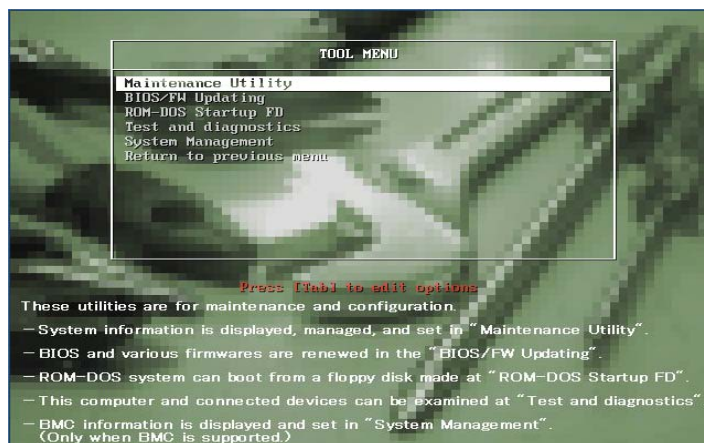 TOOL MENU
Maintenance Utility
BIOS/FW Updating
ROM-DOS Startup FD
Test and diagnostics
System Management
Return to previous menu
Press [Tab] to edit options
These utilities are for maintenance and configuration.
－System information is displayed, managed, and set in "Maintenance Utility".
－BIOS and various firmwares are renewed in the "BIOS/FW Updating".
－ROM-DOS system can boot from a floppy disk made at "ROM-DOS Startup FD".
－This computer and connected devices can be examined at "Test and diagnostics"
－BMC information is displayed and set in "System Management".
(Only when BMC is supported.)